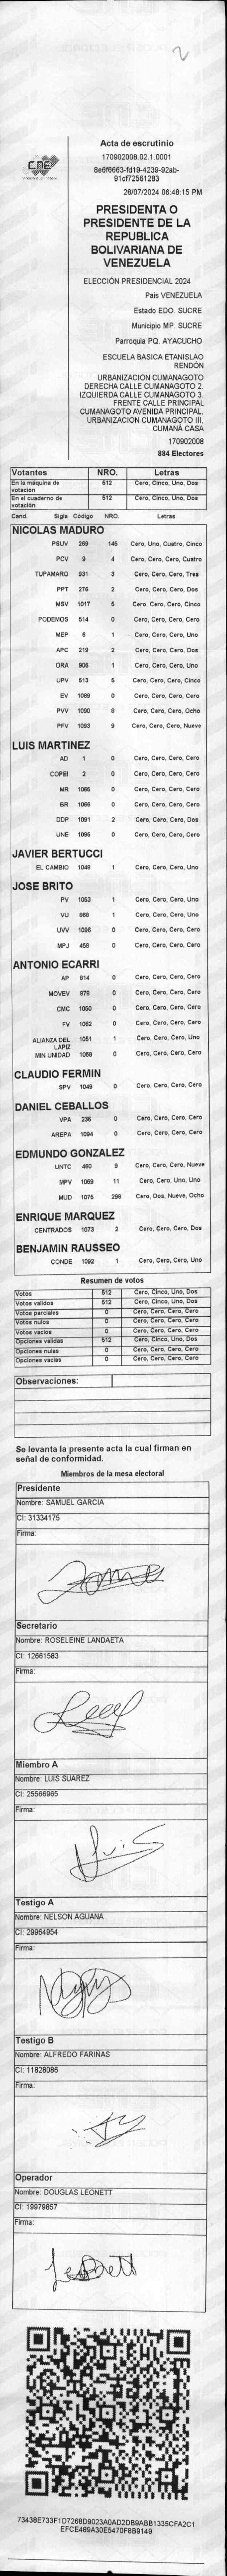 2
CNE
Acta de escrutinio
170902008.02.1.0001
8e6f6663-fd19-4239-92ab-
91cf72561283
28/07/2024 06:48:15 PM
PRESIDENTA O
PRESIDENTE DE LA
REPUBLICA
BOLIVARIANA DE
VENEZUELA
ELECCIÓN PRESIDENCIAL 2024
País VENEZUELA
Estado EDO. SUCRE
Municipio MP. SUCRE
Parroquia PQ. AYACUCHO
ESCUELA BASICA ETANISLAO
RENDÓN
URBANIZACION CUMANAGOTO
DERECHA CALLE CUMANAGOTO 2.
IZQUIERDA CALLE CUMANAGOTO 3.
FRENTE CALLE PRINCIPAL
CUMANAGOTO AVENIDA PRINCIPAL,
URBANIZACION CUMANAGOTO III,
CUMANÁ CASA
170902008
884 Electores
Votantes NRO. Letras
En la máquina de votación 512 Cero, Cinco, Uno, Dos
En el cuaderno de votación 512 Cero, Cinco, Uno, Dos
Cand Sigla Código NRO. Letras
NICOLAS MADURO
PSUV 269 145 Cero, Uno, Cuatro, Cinco
PCV 9 4 Cero, Cero, Cero, Cuatro
TUPAMARO 931 3 Cero, Cero, Cero, Tres
PPT 276 2 Cero, Cero, Cero, Dos
MSV 1017 5 Cero, Cero, Cero, Cinco
PODEMOS 514 0 Cero, Cero, Cero, Cero
MEP 6 1 Cero, Cero, Cero, Uno
APC 219 2 Cero, Cero, Cero, Dos
ORA 906 1 Cero, Cero, Cero, Uno
UPV 513 5 Cero, Cero, Cero, Cinco
EV 1089 0 Cero, Cero, Cero, Cero
PVV 1090 8 Cero, Cero, Cero, Ocho
PFV 1093 9 Cero, Cero, Cero, Nueve
LUIS MARTINEZ
AD 1 0 Cero, Cero, Cero, Cero
COPEI 2 0 Cero, Cero, Cero, Cero
MR 1065 0 Cero, Cero, Cero, Cero
BR 1066 0 Cero, Cero, Cero, Cero
DDP 1091 2 Cero, Cero, Cero, Dos
UNE 1095 0 Cero, Cero, Cero, Cero
JAVIER BERTUCCI
EL CAMBIO 1049 1 Cero, Cero, Cero, Uno
JOSE BRITO
PV 1053 1 Cero, Cero, Cero, Uno
VU 868 1 Cero, Cero, Cero, Uno
UVV 1056 0 Cero, Cero, Cero, Cero
MPJ 458 0 Cero, Cero, Cero, Cero
ANTONIO ECARRI
AP 814 0 Cero, Cero, Cero, Cero
MOVEV 878 0 Cero, Cero, Cero, Cero
CMC 1050 0 Cero, Cero, Cero, Cero
FV 1062 0 Cero, Cero, Cero, Cero
ALIANZA DEL LAPIZ 1051 1 Cero, Cero, Cero, Uno
MIN UNIDAD 1088 0 Cero, Cero, Cero, Cero
CLAUDIO FERMIN
SPV 1048 0 Cero, Cero, Cero, Cero
DANIEL CEBALLOS
VPA 236 0 Cero, Cero, Cero, Cero
AREPA 1094 0 Cero, Cero, Cero, Cero
EDMUNDO GONZALEZ
UNTC 460 9 Cero, Cero, Cero, Nueve
MPV 1069 11 Cero, Cero, Uno, Uno
MUD 1075 298 Cero, Dos, Nueve, Ocho
ENRIQUE MARQUEZ
CENTRADOS 1073 2 Cero, Cero, Cero, Dos
BENJAMIN RAUSSEO
CONDE 1092 1 Cero, Cero, Cero, Uno
Resumen de votos
Votos 512 Cero, Cinco, Uno, Dos
Votos validos 512 Cero, Cinco, Uno, Dos
Votos parciales 0 Cero, Cero, Cero, Cero
Votos nulos 0 Cero, Cero, Cero, Cero
Votos vacios 0 Cero, Cero, Cero, Cero
Opciones validas 512 Cero, Cinco, Uno, Dos
Opciones nulas 0 Cero, Cero, Cero, Cero
Opciones vacias 0 Cero, Cero, Cero, Cero
Observaciones:
Se levanta la presente acta la cual firman en
señal de conformidad.
Miembros de la mesa electoral
Presidente
Nombre: SAMUEL GARCIA
CI: 31334175
Firma:
Secretario
Nombre: ROSELEINE LANDAETA
CI: 12661583
Firma:
Miembro A
Nombre: LUIS SUAREZ
CI: 25566965
Firma:
Luis
Testigo A
Nombre: NELSON AGUANA
CI: 29964954
Firma:
Testigo B
Nombre: ALFREDO FARINAS
CI: 11828086
Firma:
Operador
Nombre: DOUGLAS LEONETT
CI: 19979857
Firma:
73438E733F1D7268D9023A0AD2DB9ABB1335CFA2C1
EFCE489A30E5470F8B9149